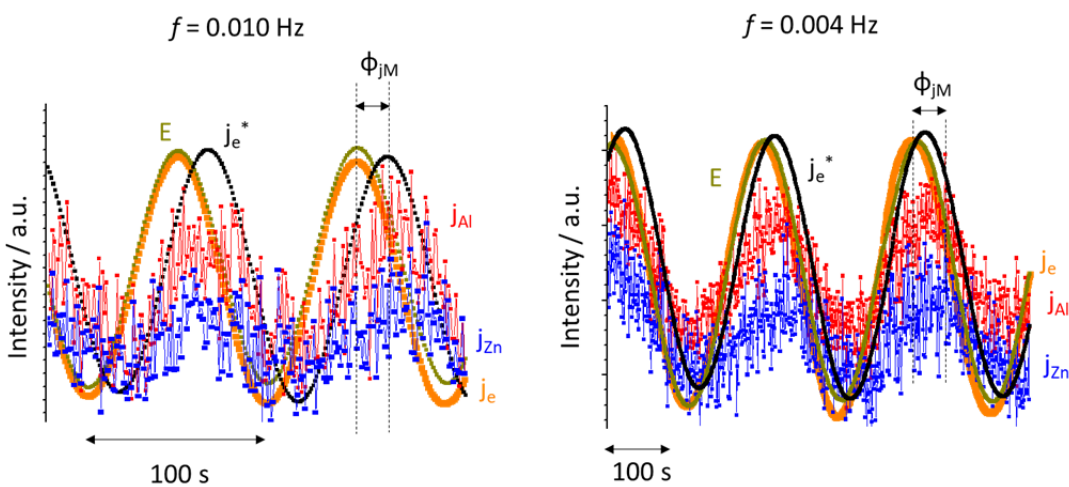 f = 0.010 Hz
ϕjM
E
je*
jAl
jZn
je
Intensity/ a.u.
100 s
f = 0.004 Hz
ϕjM
E
je*
je
jAl
jZn
Intensity/ a.u.
100 s